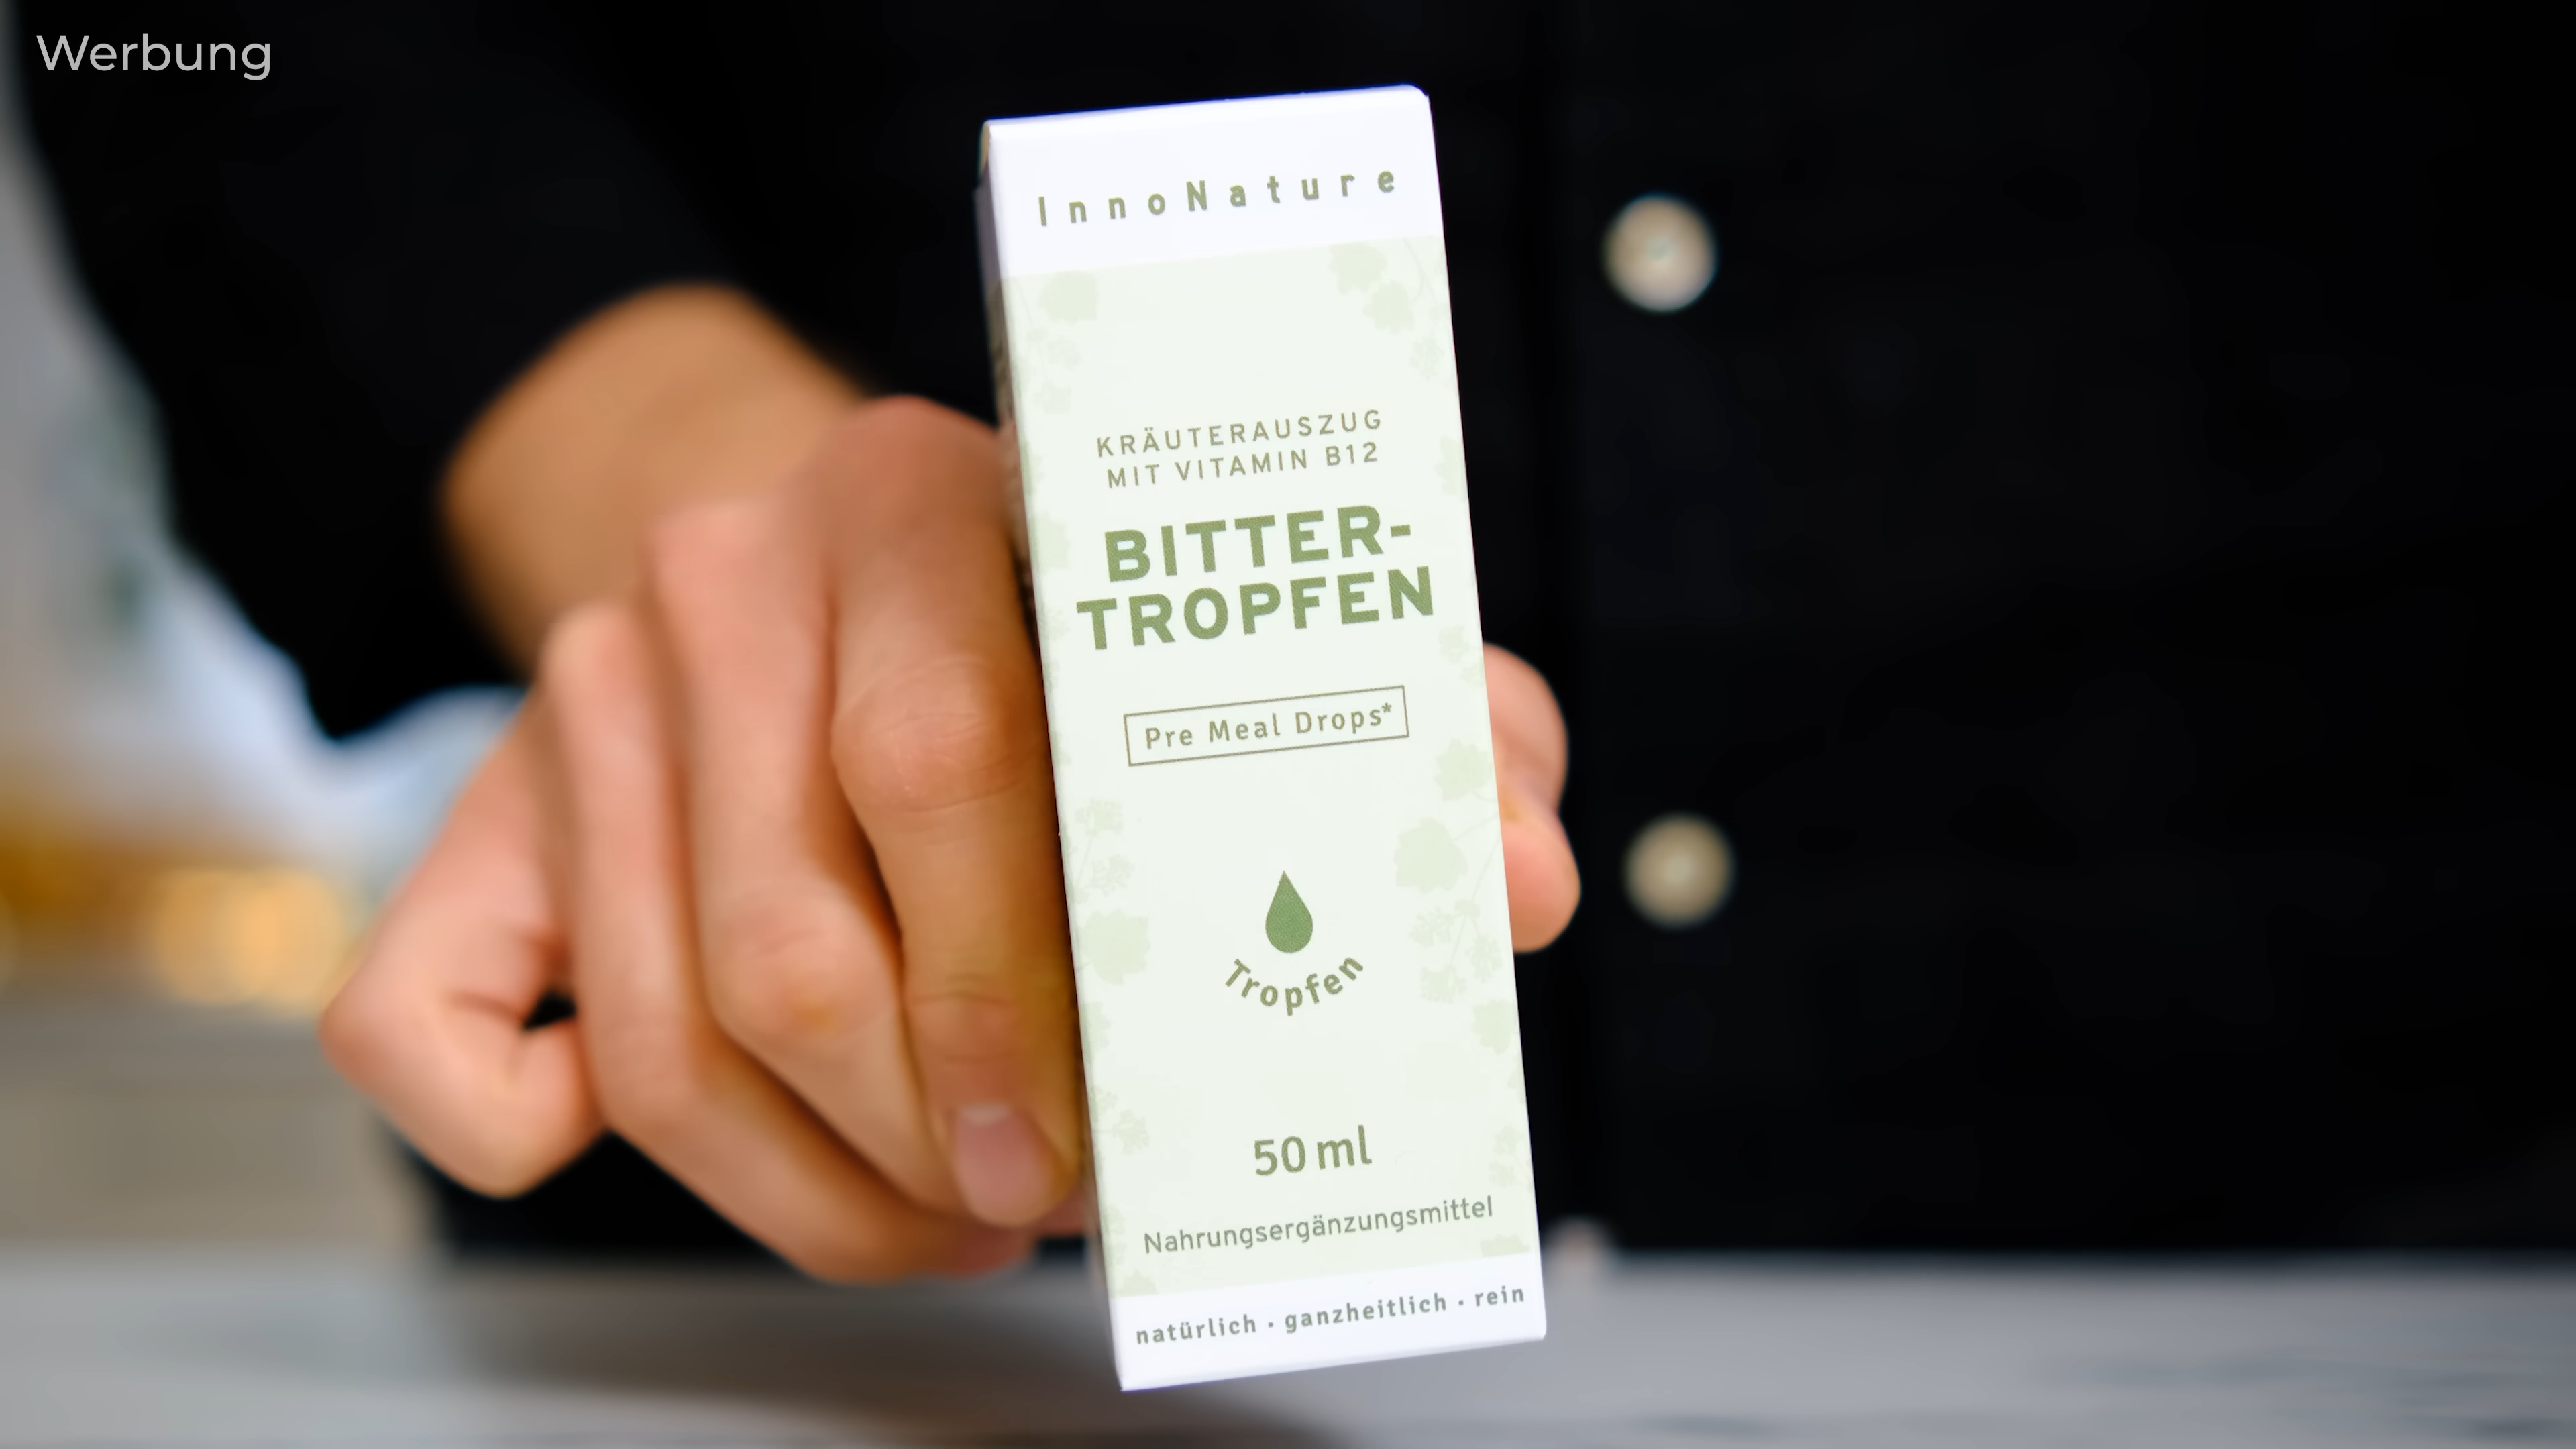 Werbung
InnoNature
KRÄUTERAUSZUG
MIT VITAMIN B12
BITTER-
TROPFEN
Pre Meal Drops*
Tropfen
50 ml
Nahrungsergänzungsmittel
natürlich · ganzheitlich · rein